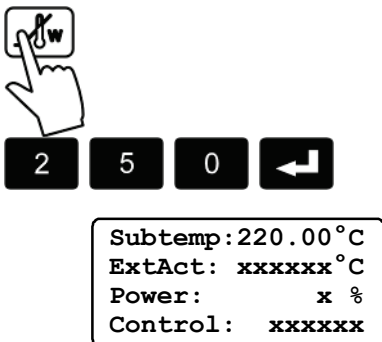 w
2 5 0
Subtemp:220.00°C
ExtAct: xxxxxx°C
Power: x %
Control: xxxxxx